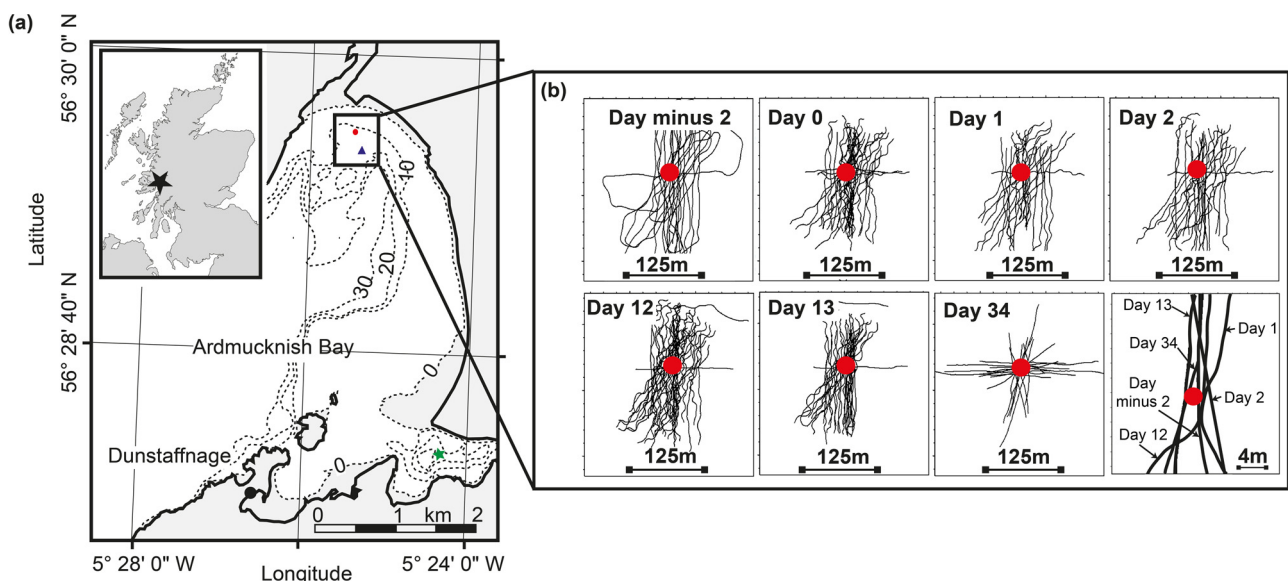 (a)
56° 30' 0" N
Latitude
56° 28' 40" N
10
20
30
Ardmucknish Bay
0
Dunstaffnage
0
0 1 km 2
5° 28' 0" W
5° 24' 0" W
Longitude
(b)
Day minus 2
125m
Day 0
125m
Day 1
125m
Day 2
125m
Day 12
125m
Day 13
125m
Day 34
125m
Day 13
Day 1
Day 34
Day
minus 2
Day 2
Day 12
4m